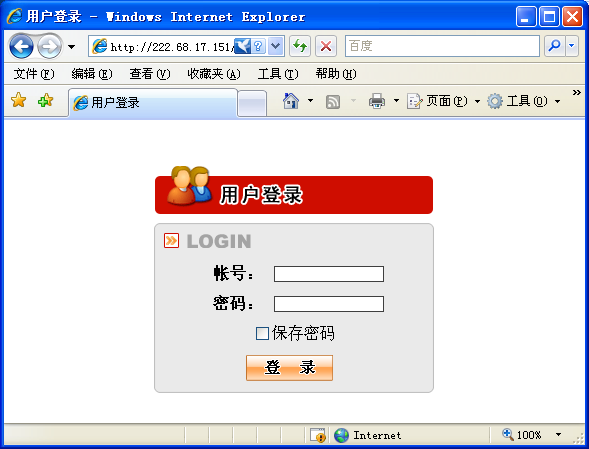 用户登录 - Windows Internet Explorer
http://222.68.17.151/
百度
文件(F) 编辑(E) 查看(V) 收藏夹(A) 工具(T) 帮助(H)
用户登录
页面(P) 工具(O)
用户登录
LOGIN
帐号：
密码：
保存密码
登 录
Internet 100%